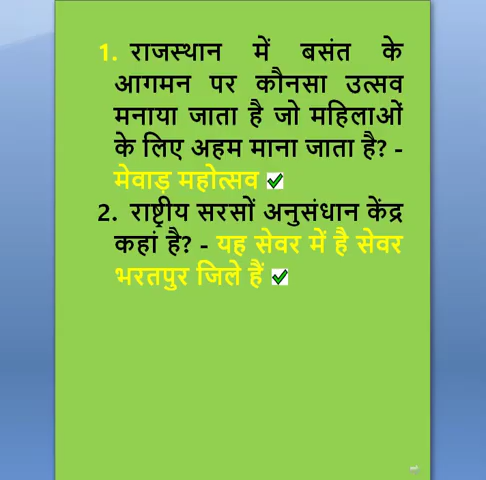 1. राजस्थान में बसंत के
आगमन पर कौनसा उत्सव
मनाया जाता है जो महिलाओं
के लिए अहम माना जाता है? -
मेवाड़ महोत्सव ✅
2. राष्ट्रीय सरसों अनुसंधान केंद्र
कहां है? - यह सेवर में है सेवर
भरतपुर जिले हैं ✅